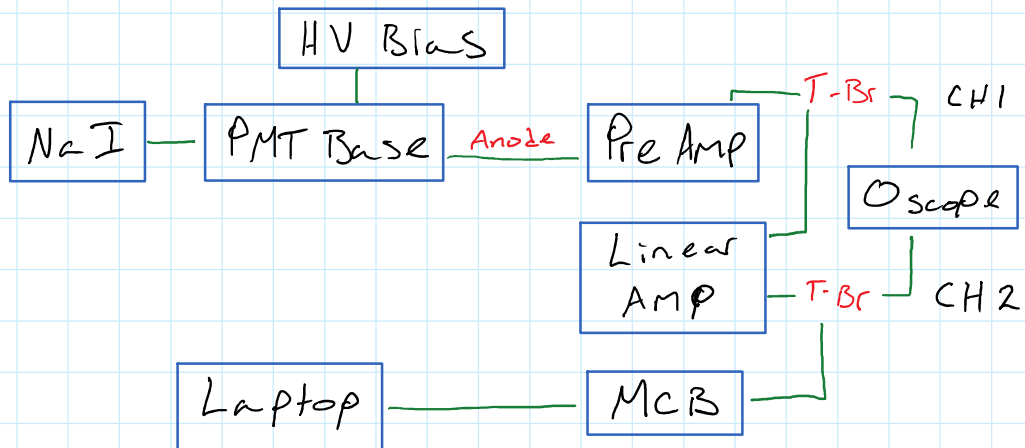 HV Bias
NaI
PMT Base
Anode
Pre Amp
T-Br
CH1
Oscope
Linear
AMP
T-Br
CH2
Laptop
MCB